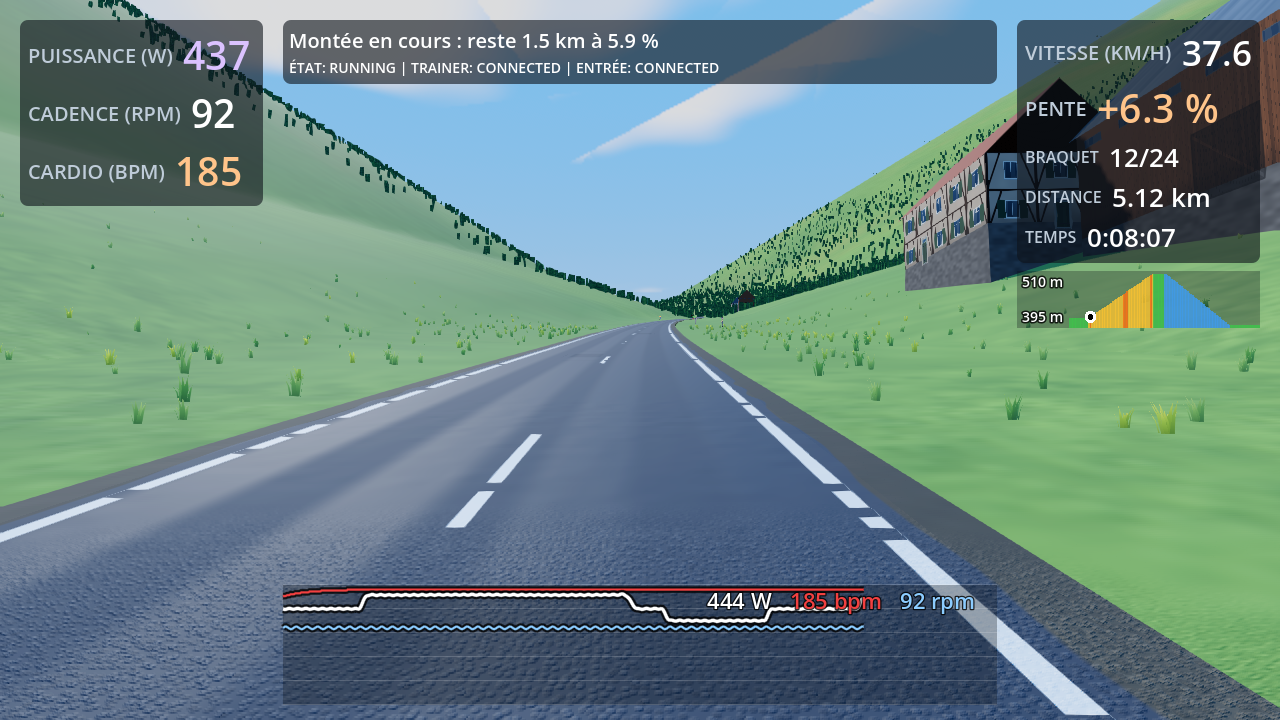 PUISSANCE (W) 437
CADENCE (RPM) 92
CARDIO (BPM) 185
Montée en cours : reste 1.5 km à 5.9 %
ÉTAT: RUNNING | TRAINER: CONNECTED | ENTRÉE: CONNECTED
VITESSE (KM/H) 37.6
PENTE +6.3 %
BRAQUET 12/24
DISTANCE 5.12 km
TEMPS 0:08:07
510 m
395 m
444 W 185 bpm 92 rpm